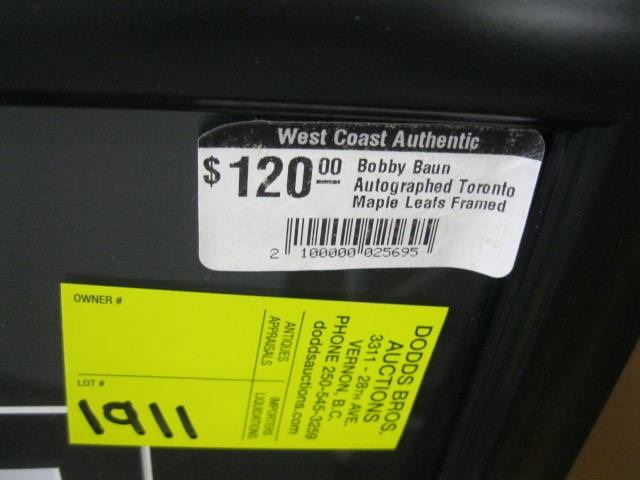 West Coast Authentic
$120.00
Bobby Baun
Autographed Toronto
Maple Leafs Framed
2 100000 025695
OWNER #
LOT #
1911
DODDS BROS.
AUCTIONS
3311 - 28TH AVE.
VERNON, B.C.
PHONE 250-545-3259
doddsauctions.com
ANTIQUES
APPRAISALS
IMPORTERS
LIQUIDATIONS